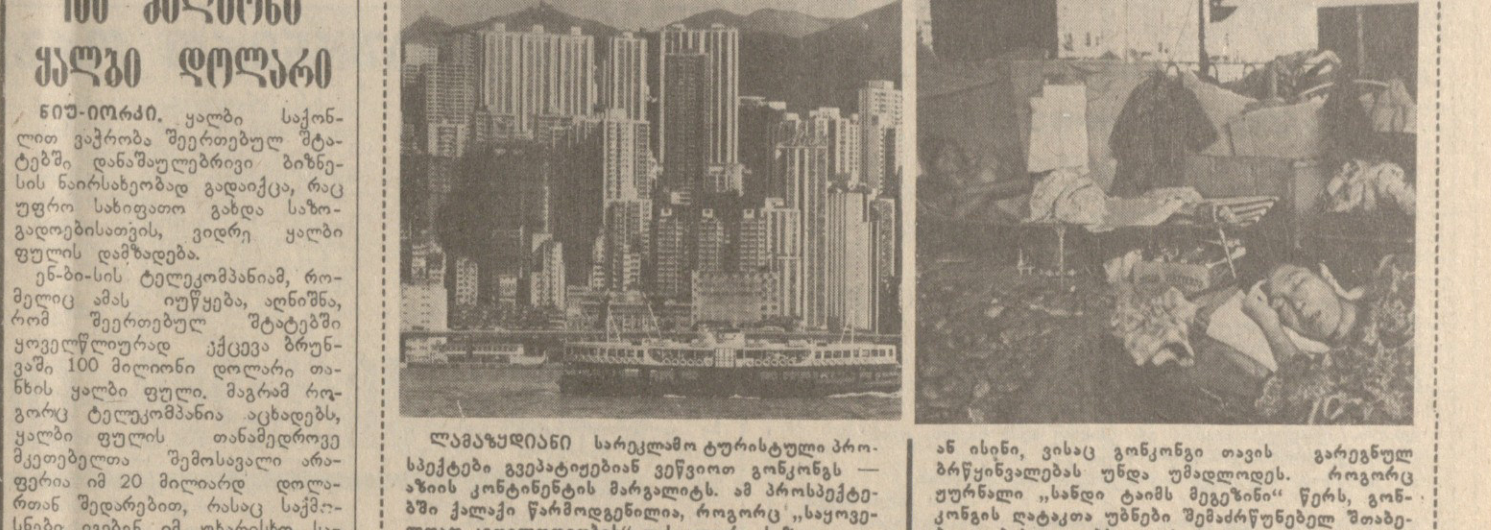 100 მილიონი
ყალბი დოლარი
ნიუ-იორკი. ყალბი საქონ-
ლით ვაჭრობა შეერთებულ შტა-
ტებში დანაშაულებრივი ბიზნე-
სის ნაირსახეობად გადაიქცა, რაც
უფრო სახიფათო გახდა საზო-
გადოებისათვის, ვიდრე ყალბი
ფულის დამზადება.
ენ-ბი-სის ტელეკომპანიამ, რო-
მელიც ამას იუწყება, აღნიშნა,
რომ შეერთებულ შტატებში
ყოველწლიურად ექცევა ბრუნ-
ვაში 100 მილიონი დოლარი თა-
ნხის ყალბი ფული. მაგრამ რო-
გორც ტელეკომპანია აცხადებს,
ყალბი ფულის თანამედროვე
მკეთებელთა შემოსავალი არა-
ფერია იმ 20 მილიარდ დოლა-
რთან შედარებით, რასაც საქმო-
ლამაზყდიანი სარეკლამო ტურისტული პრო-
სპექტები გვეპატიჟებიან ვეწვიოთ გონკონგს —
აზიის კონტინენტის მარგალიტს. ამ პროსპექტე-
ბში ქალაქი წარმოდგენილია, როგორც „საყოვე-
ან ისინი, ვისაც გონკონგი თავის გარეგნულ
ბრწყინვალებას უნდა უმადლოდეს. როგორც
ჟურნალი „სანდი ტაიმს მეგეზინი“ წერს, გონ-
კონგის ღატაკთა უბნები შემაძრწუნებელ შთაბე-